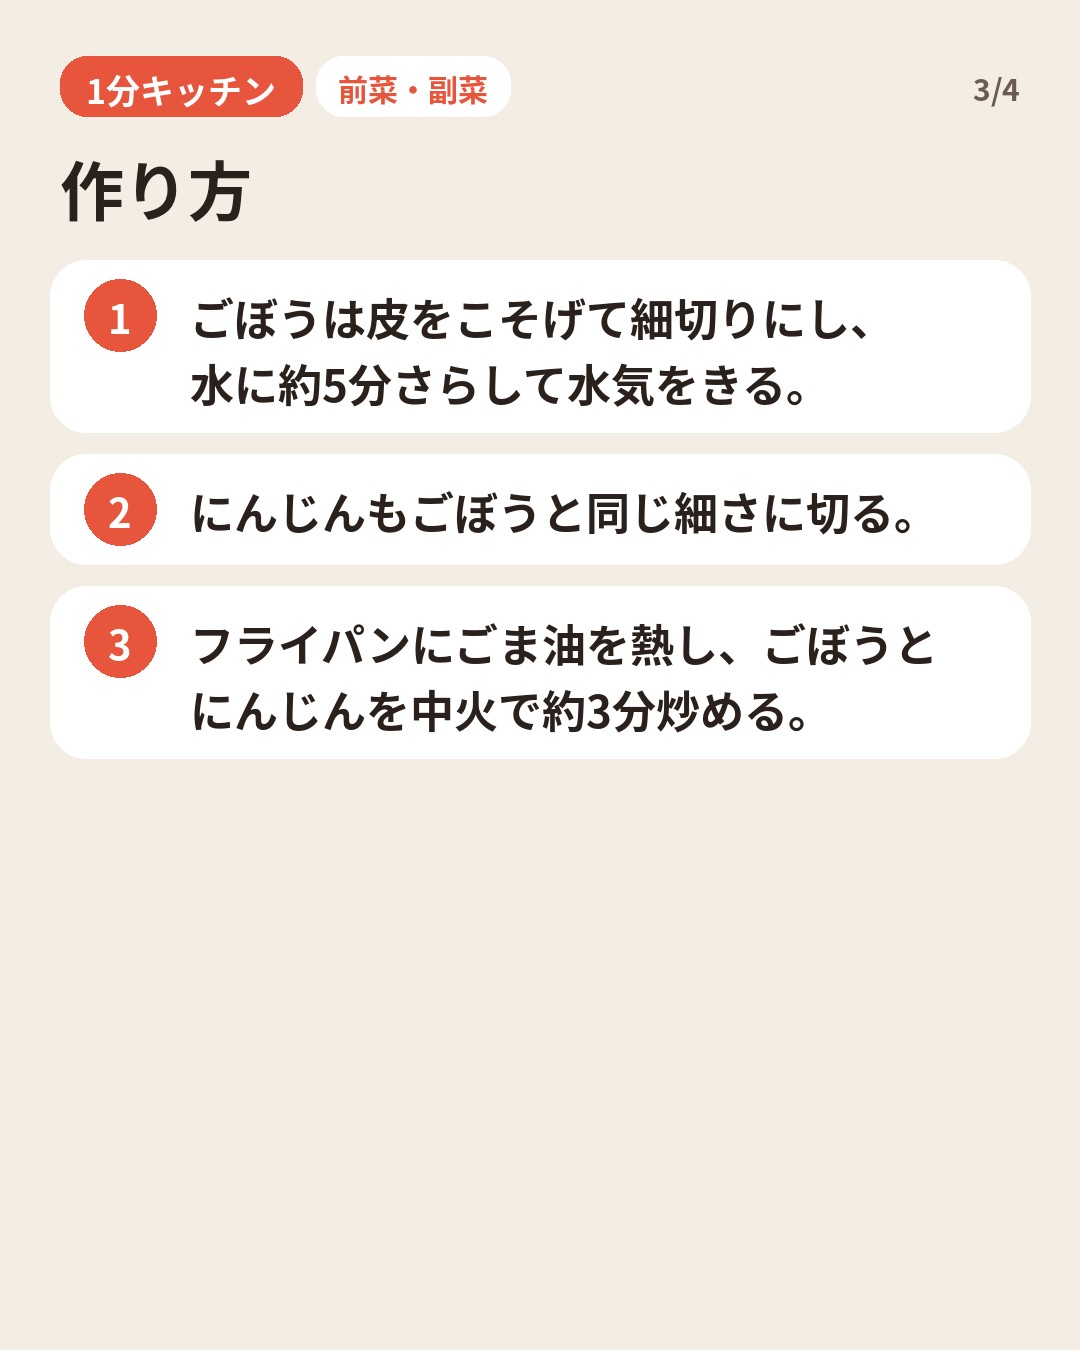 1分キッチン 前菜・副菜 3/4
作り方
1 ごぼうは皮をこそげて細切りにし、
水に約5分さらして水気をきる。
2 にんじんもごぼうと同じ細さに切る。
3 フライパンにごま油を熱し、ごぼうと
にんじんを中火で約3分炒める。